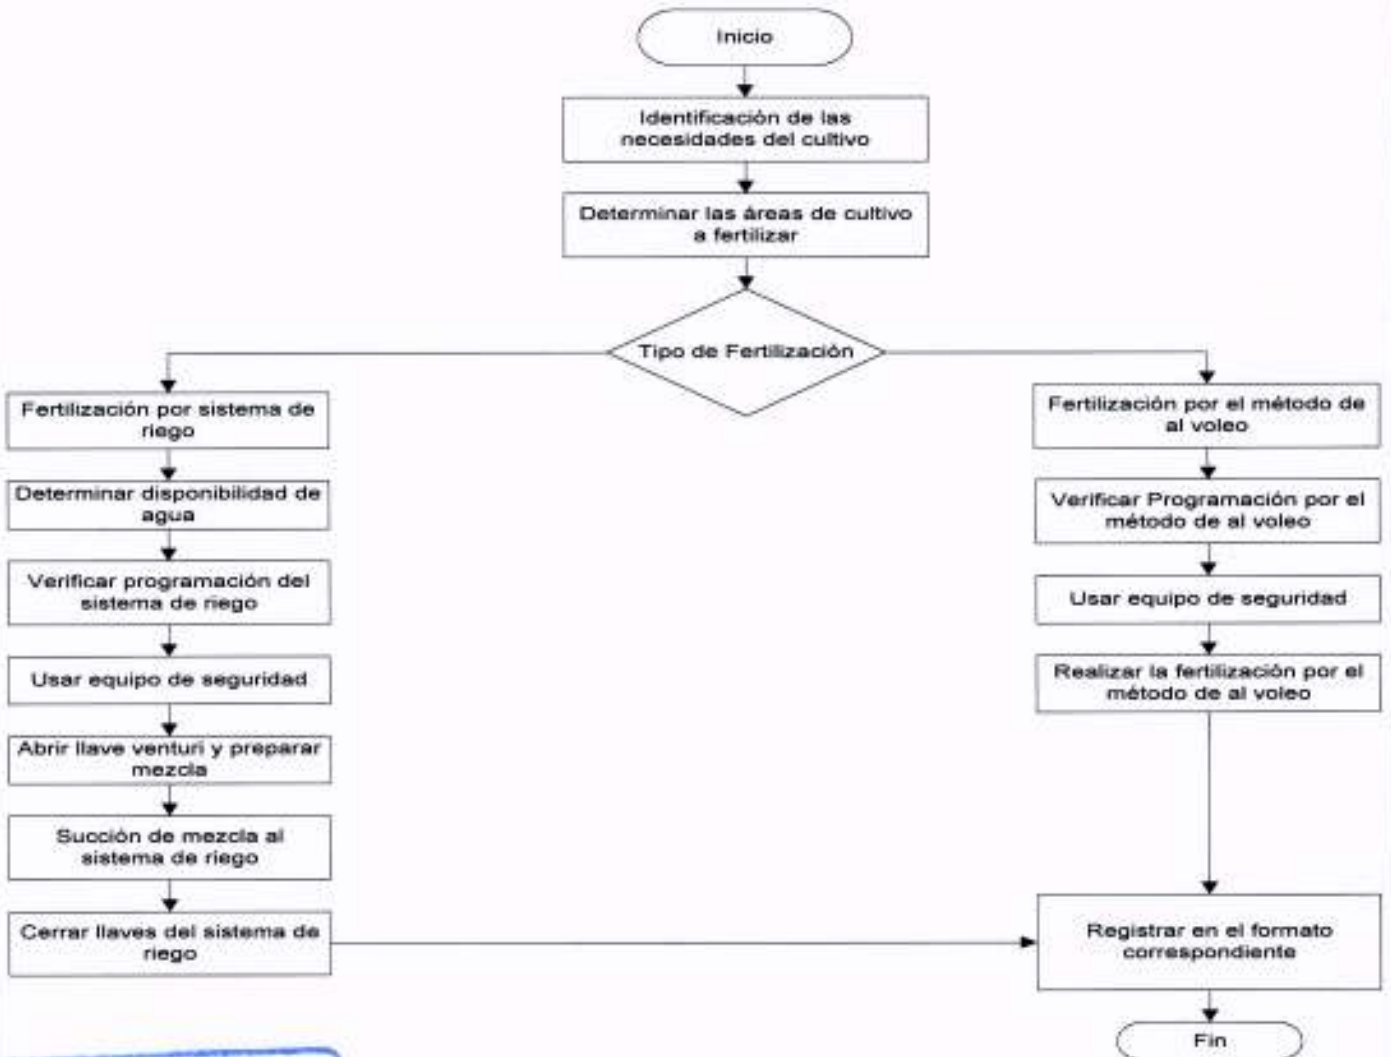 Inicio
Identificación de las
necesidades del cultivo
Determinar las áreas de cultivo
a fertilizar
Tipo de Fertilización
Fertilización por sistema de
riego
Determinar disponibilidad de
agua
Verificar programación del
sistema de riego
Usar equipo de seguridad
Abrir llave venturi y preparar
mezcla
Succión de mezcla al
sistema de riego
Cerrar llaves del sistema de
riego
Fertilización por el método de
al voleo
Verificar Programación por el
método de al voleo
Usar equipo de seguridad
Realizar la fertilización por el
método de al voleo
Registrar en el formato
correspondiente
Fin